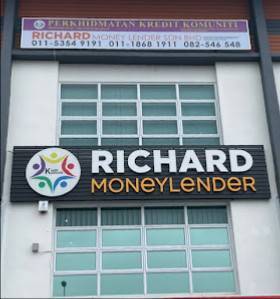 PERKHIDMATAN KREDIT KOMUNITI
RICHARD MONEY LENDER SDN BHD
011-5354 9191 011-1868 1911 082-546 548
RICHARD
MONEYLENDER